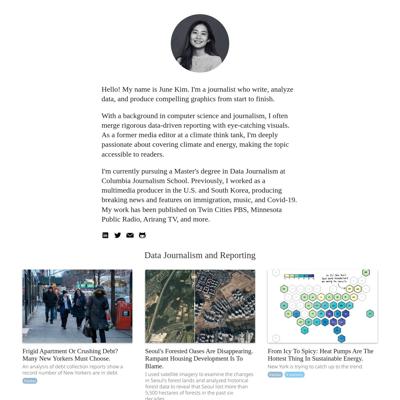 Hello! My name is June Kim. I'm a journalist who write, analyze
data, and produce compelling graphics from start to finish.
With a background in computer science and journalism, I often
merge rigorous data-driven reporting with eye-catching visuals.
As a former media editor at a climate think tank, I'm deeply
passionate about covering climate and energy, making the topic
accessible to readers.
I'm currently pursuing a Master's degree in Data Journalism at
Columbia Journalism School. Previously, I worked as a
multimedia producer in the U.S. and South Korea, producing
breaking news and features on immigration, music, and Covid-19.
My work has been published on Twin Cities PBS, Minnesota
Public Radio, Arirang TV, and more.
Data Journalism and Reporting
Frigid Apartment Or Crushing Debt?
Many New Yorkers Must Choose.
An analysis of debt collection reports show a
record number of New Yorkers are in debt.
Seoul's Forested Oases Are Disappearing.
Rampant Housing Development Is To
Blame.
I used satellite imagery to examine the changes
in Seoul's forest lands and analyzed historical
forest data to reveal that Seoul lost more than
5,500 hectares of forests in the past six
decades.
From Icy To Spicy: Heat Pumps Are The
Hottest Thing In Sustainable Energy.
New York is trying to catch up to the trend.